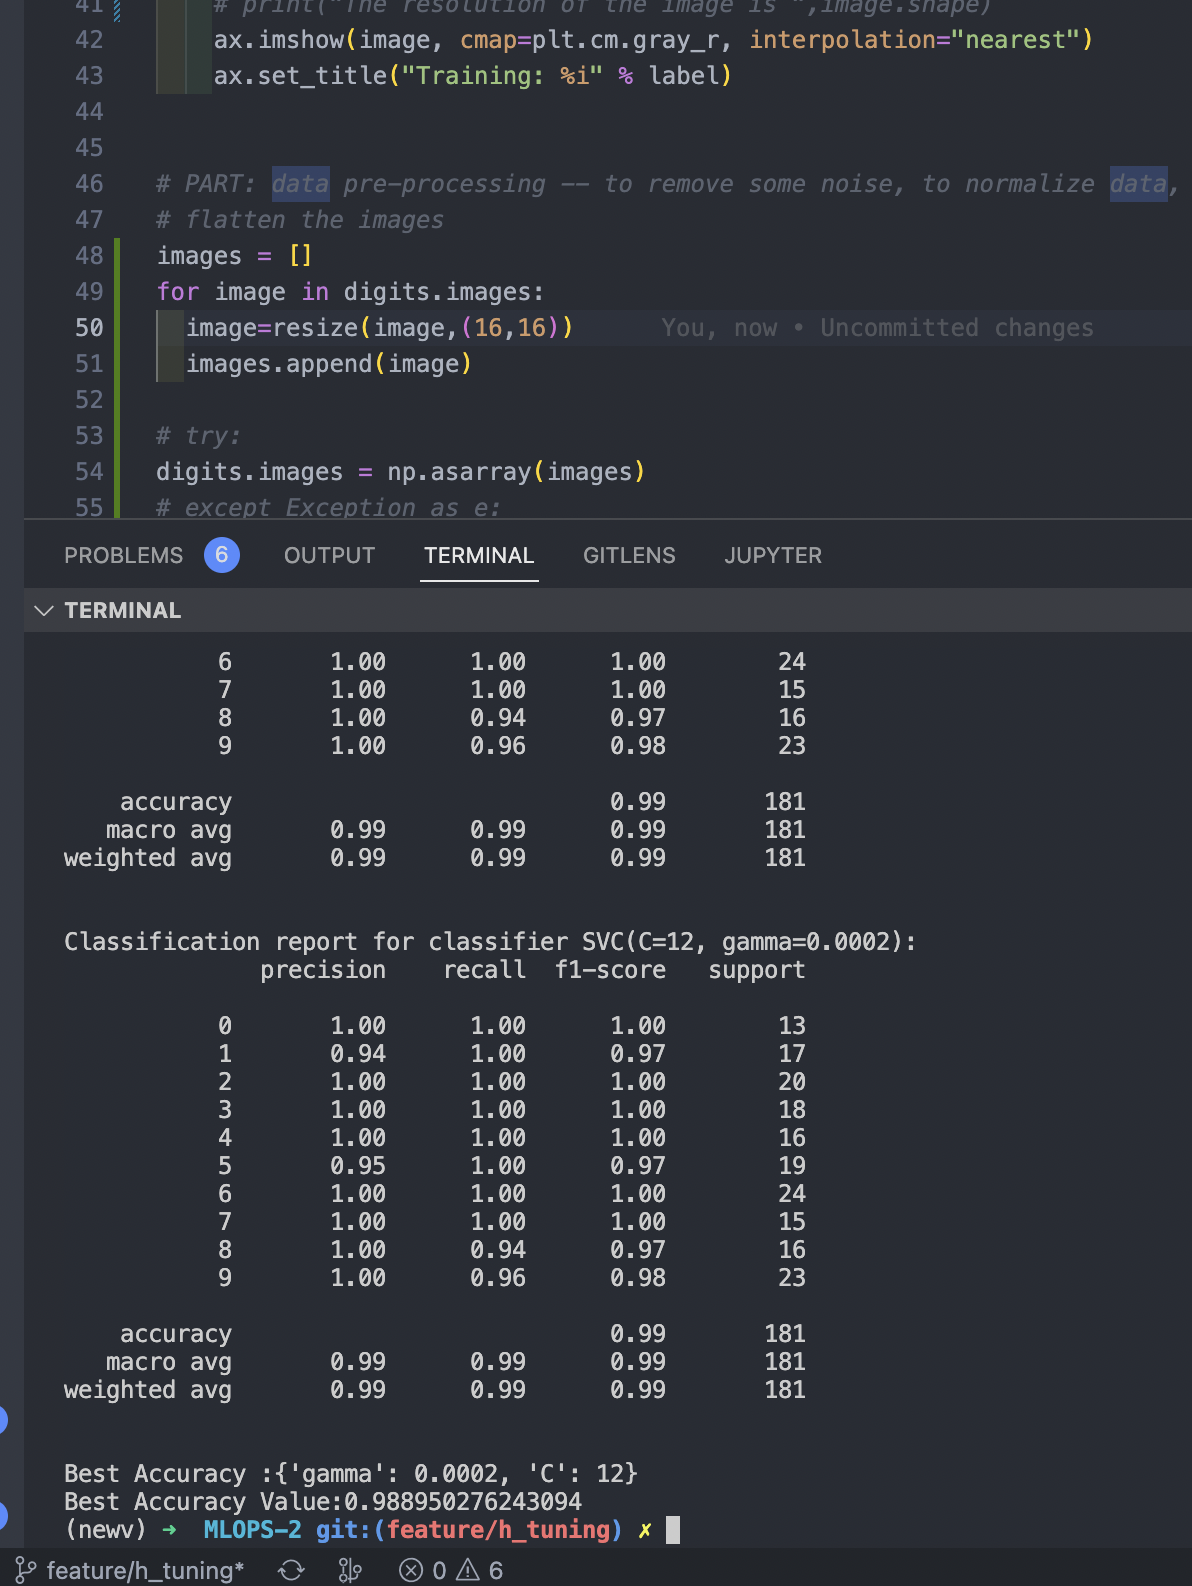 41 # print("The resolution of the image is ",image.shape)
42 ax.imshow(image, cmap=plt.cm.gray_r, interpolation="nearest")
43 ax.set_title("Training: %i" % label)
44
45
46 # PART: data pre-processing -- to remove some noise, to normalize data,
47 # flatten the images
48 images = []
49 for image in digits.images:
50 image=resize(image,(16,16)) You, now • Uncommitted changes
51 images.append(image)
52
53 # try:
54 digits.images = np.asarray(images)
55 # except Exception as e:
PROBLEMS 6 OUTPUT TERMINAL GITLENS JUPYTER
TERMINAL
6 1.00 1.00 1.00 24
7 1.00 1.00 1.00 15
8 1.00 0.94 0.97 16
9 1.00 0.96 0.98 23
accuracy 0.99 181
macro avg 0.99 0.99 0.99 181
weighted avg 0.99 0.99 0.99 181
Classification report for classifier SVC(C=12, gamma=0.0002):
precision recall f1-score support
0 1.00 1.00 1.00 13
1 0.94 1.00 0.97 17
2 1.00 1.00 1.00 20
3 1.00 1.00 1.00 18
4 1.00 1.00 1.00 16
5 0.95 1.00 0.97 19
6 1.00 1.00 1.00 24
7 1.00 1.00 1.00 15
8 1.00 0.94 0.97 16
9 1.00 0.96 0.98 23
accuracy 0.99 181
macro avg 0.99 0.99 0.99 181
weighted avg 0.99 0.99 0.99 181
Best Accuracy :{'gamma': 0.0002, 'C': 12}
Best Accuracy Value:0.988950276243094
(newv) ➜ MLOPS-2 git:(feature/h_tuning) ✗
feature/h_tuning* 0 6